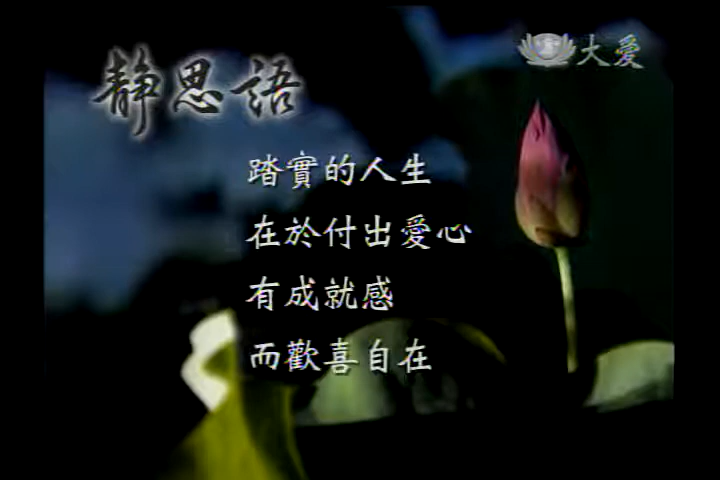 靜思語
大愛
踏實的人生
在於付出愛心
有成就感
而歡喜自在